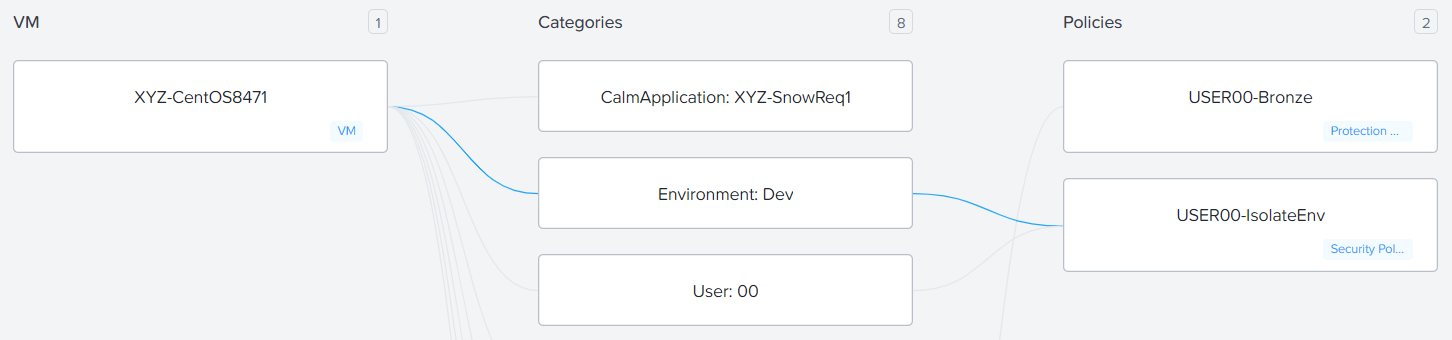 VM 1
Categories 8
Policies 2
XYZ-CentOS8471
VM
CalmApplication: XYZ-SnowReq1
Environment: Dev
User: 00
USER00-Bronze
Protection ...
USER00-IsolateEnv
Security Pol...